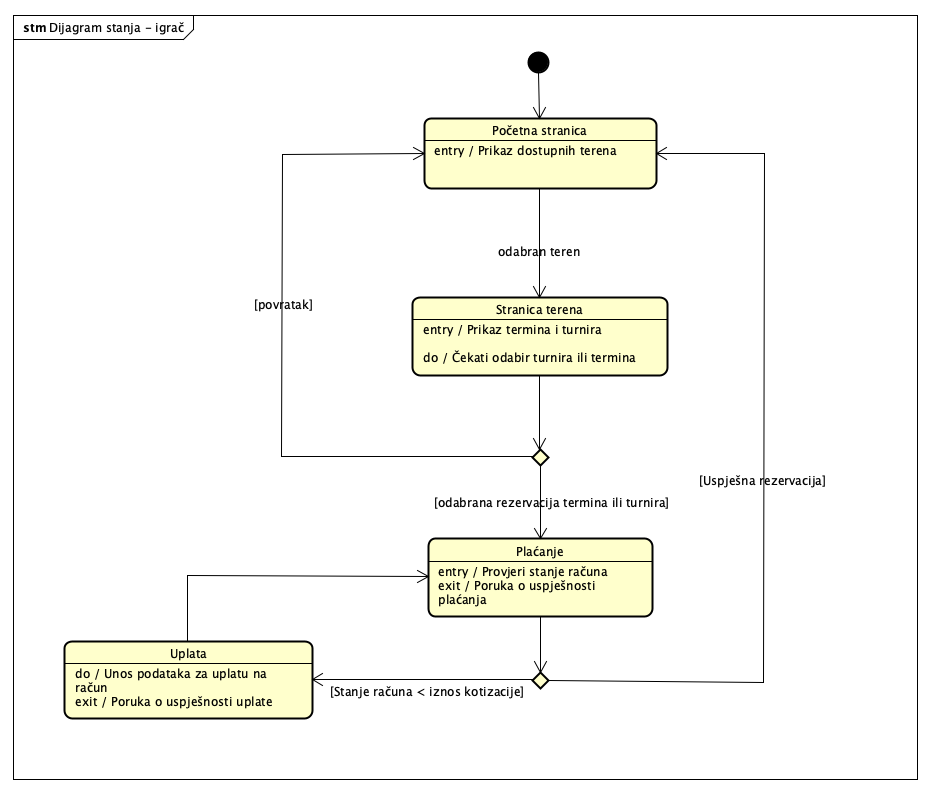 stm Dijagram stanja - igrač
Početna stranica
entry / Prikaz dostupnih terena
odabran teren
[povratak]
Stranica terena
entry / Prikaz termina i turnira
do / Čekati odabir turnira ili termina
[Uspješna rezervacija]
[odabrana rezervacija termina ili turnira]
Plaćanje
entry / Provjeri stanje računa
exit / Poruka o uspješnosti
plaćanja
Uplata
do / Unos podataka za uplatu na
račun
exit / Poruka o uspješnosti uplate
[Stanje računa < iznos kotizacije]